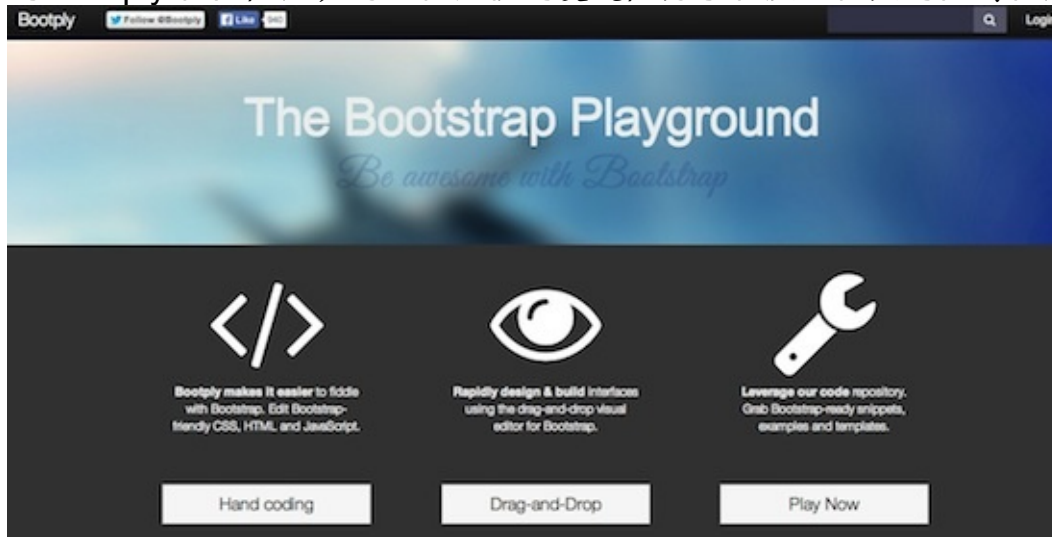 Bootply Follow @Bootply Like 940 Login
The Bootstrap Playground
Be awesome with Bootstrap
Bootply makes it easier to fiddle
with Bootstrap. Edit Bootstrap-
friendly CSS, HTML and JavaScript.
Rapidly design & build interfaces
using the drag-and-drop visual
editor for Bootstrap.
Leverage our code repository.
Grab Bootstrap-ready snippets,
examples and templates.
Hand coding
Drag-and-Drop
Play Now